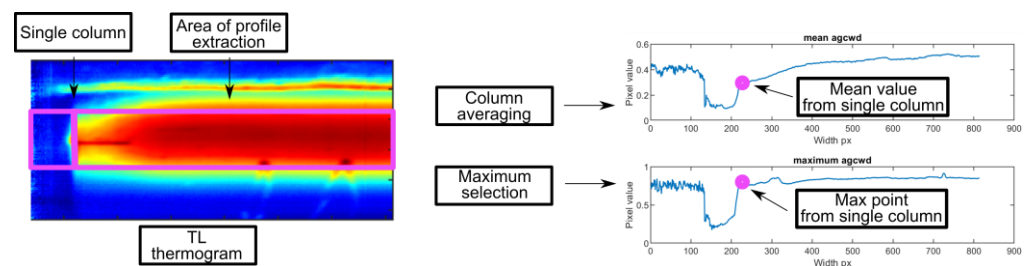 Single column
Area of profile
extraction
TL
thermogram
Column
averaging
Maximum
selection
mean agcwd
0.6
0.4
0.2
0
Pixel value
0 100 200 300 400 500 600 700 800 900
Width px
Mean value
from single column
maximum agcwd
1
0.5
0
Pixel value
0 100 200 300 400 500 600 700 800 900
Width px
Max point
from single column